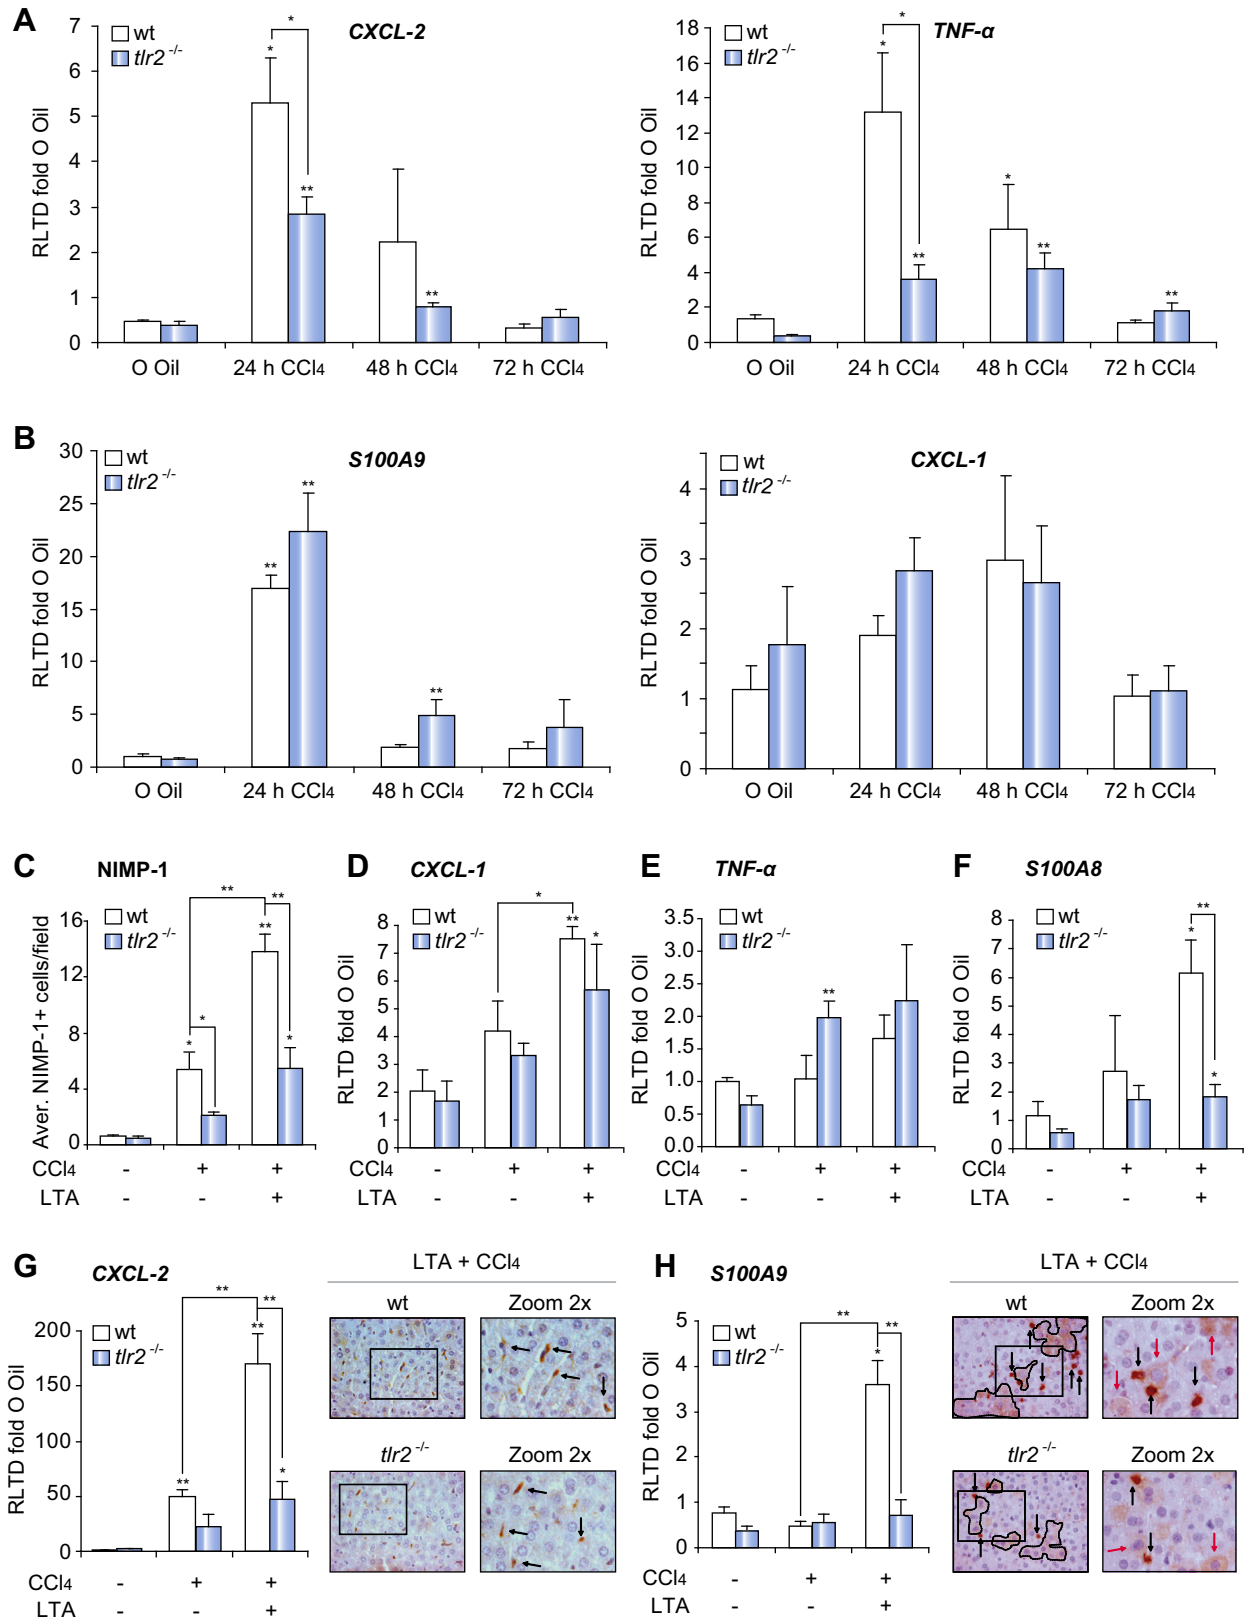 A
CXCL-2
wt
tlr2 -/-
RLTD fold O Oil
7
6
5
4
3
2
1
0
*
*
**
**
O Oil
24 h CCl4
48 h CCl4
72 h CCl4
TNF-α
wt
tlr2 -/-
RLTD fold O Oil
18
16
14
12
10
8
6
4
2
0
*
*
**
*
**
**
O Oil
24 h CCl4
48 h CCl4
72 h CCl4
B
S100A9
wt
tlr2 -/-
RLTD fold O Oil
30
25
20
15
10
5
0
**
**
**
O Oil
24 h CCl4
48 h CCl4
72 h CCl4
CXCL-1
wt
tlr2 -/-
RLTD fold O Oil
4
3
2
1
0
O Oil
24 h CCl4
48 h CCl4
72 h CCl4
C
NIMP-1
wt
tlr2 -/-
Aver. NIMP-1+ cells/field
16
12
8
4
0
**
**
**
*
*
*
CCl4 - + +
LTA - - +
D
CXCL-1
wt
tlr2 -/-
RLTD fold O Oil
8
7
6
5
4
3
2
1
0
*
**
*
- + +
- - +
E
TNF-α
wt
tlr2 -/-
RLTD fold O Oil
3.5
3.0
2.5
2.0
1.5
1.0
0.5
0.0
**
CCl4 - + +
LTA - - +
F
S100A8
wt
tlr2 -/-
RLTD fold O Oil
8
7
6
5
4
3
2
1
0
**
*
*
CCl4 - + +
LTA - - +
G
CXCL-2
wt
tlr2 -/-
RLTD fold O Oil
200
150
100
50
0
**
**
**
**
*
CCl4 - + +
LTA - - +
LTA + CCl4
wt
Zoom 2x
tlr2 -/-
Zoom 2x
H
S100A9
wt
tlr2 -/-
RLTD fold O Oil
5
4
3
2
1
0
**
**
*
CCl4 - + +
LTA - - +
LTA + CCl4
wt
Zoom 2x
tlr2 -/-
Zoom 2x